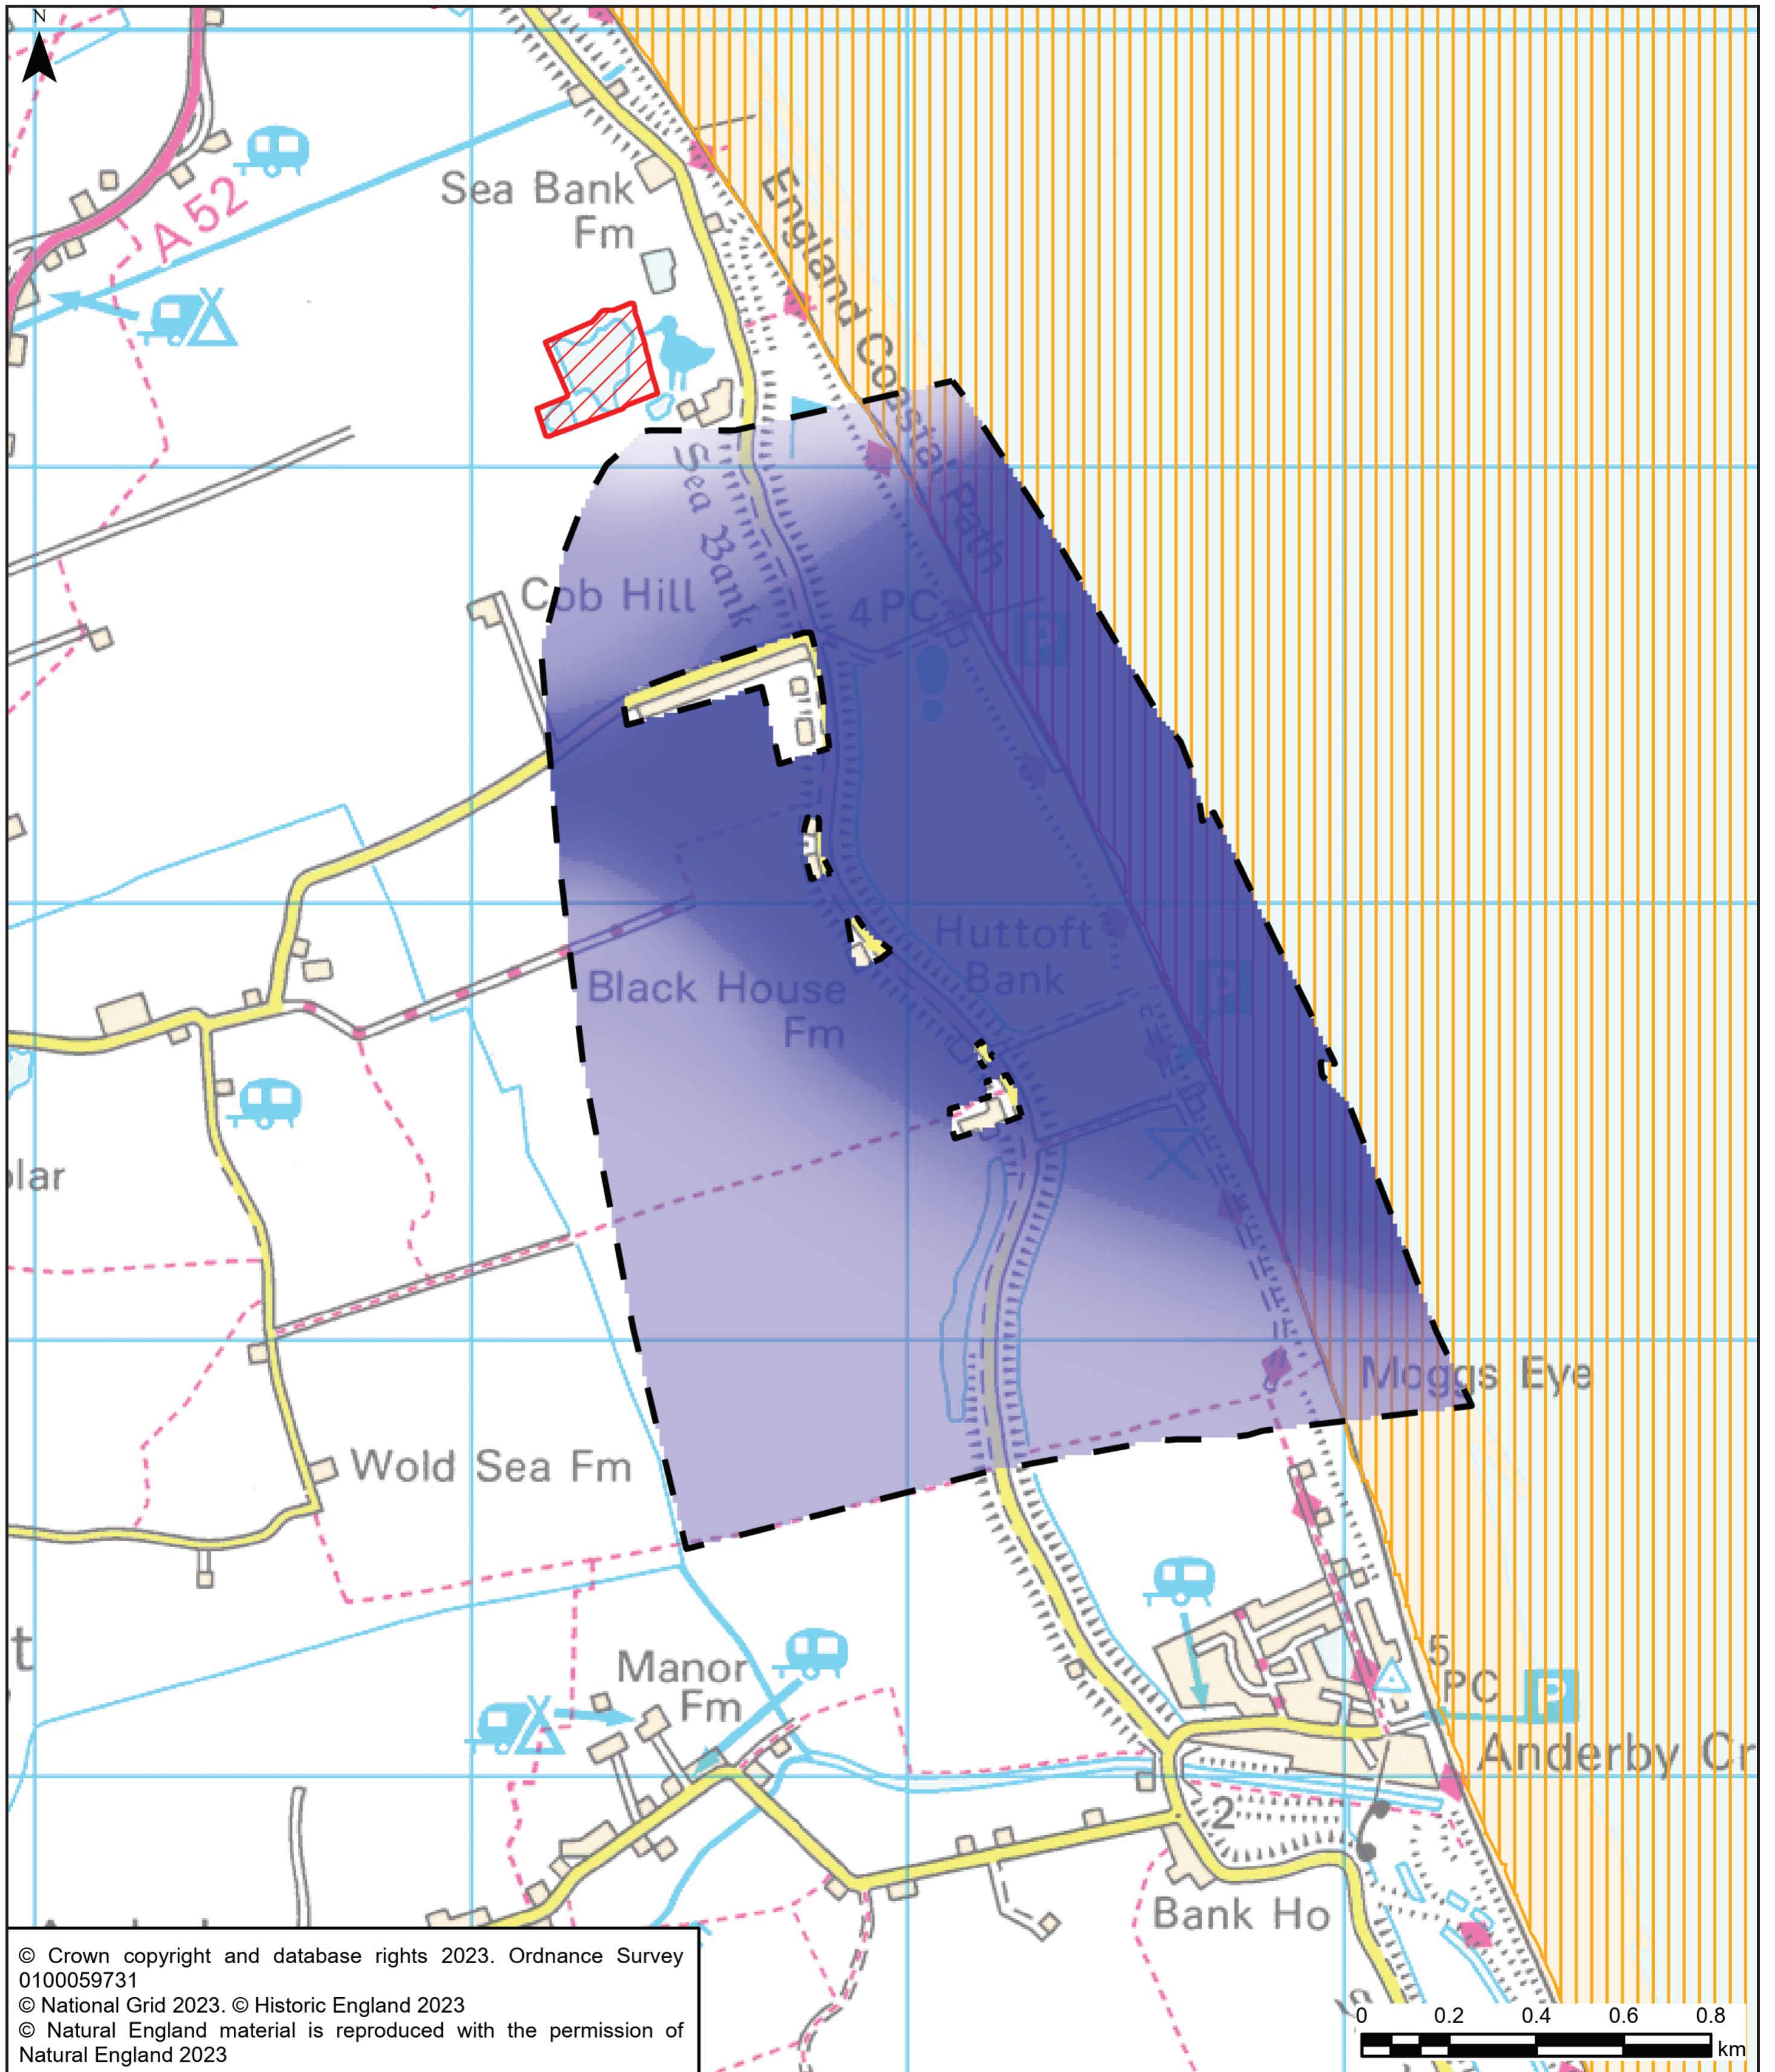 N
A 52
Sea Bank
Fm
England Coastal Path
Sea Bank
Cob Hill
4 PC
P
Huttoft
Bank
P
Black House
Fm
lar
Moggs Eye
Wold Sea Fm
t
Manor
Fm
5
PC
P
Anderby Cr
2
Bank Ho
© Crown copyright and database rights 2023. Ordnance Survey
0100059731
© National Grid 2023. © Historic England 2023
© Natural England material is reproduced with the permission of
Natural England 2023
0 0.2 0.4 0.6 0.8
km